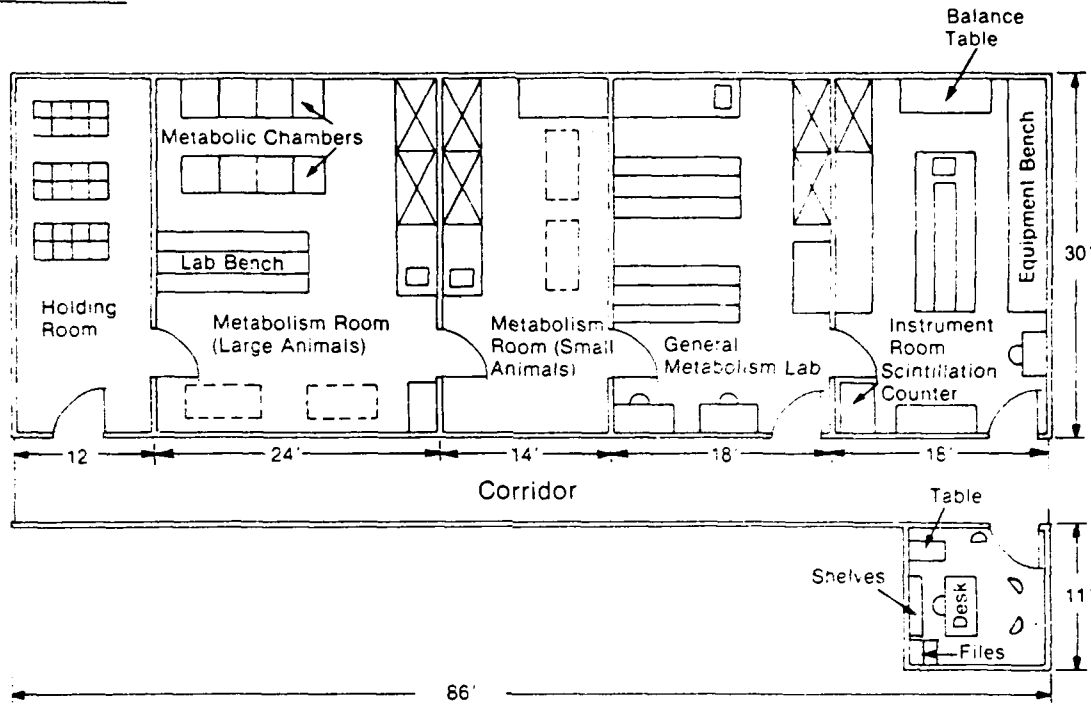 Balance
Table
Metabolic Chambers
Equipment Bench
30'
Lab Bench
Holding
Room
Metabolism Room
(Large Animals)
Metabolism
Room (Small
Animals)
General
Metabolism Lab
Instrument
Room
Scintillation
Counter
12
24'
14'
18'
18'
Corridor
Table
Shelves
Desk
11'
Files
86'